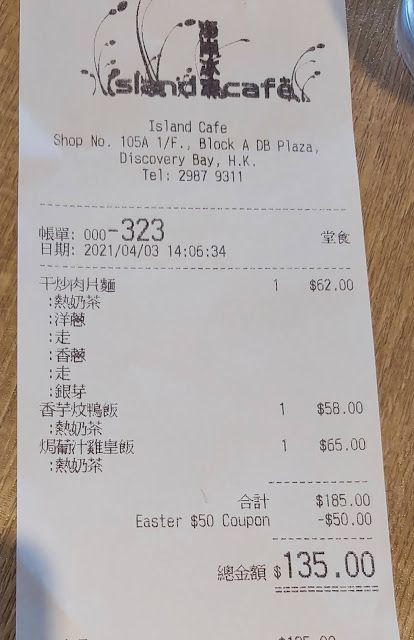 島中水來
Island Cafe
Island Cafe
Shop No. 105A 1/F., Block A DB Plaza,
Discovery Bay, H.K.
Tel: 2987 9311
帳單: 000-323 堂食
日期: 2021/04/03 14:06:34
干炒肉片麵 1 $62.00
:熱奶茶
:洋蔥
:走
:香蔥
:走
:銀芽
香芋炆鴨飯 1 $58.00
:熱奶茶
焗葡汁雞皇飯 1 $65.00
:熱奶茶
合計 $185.00
Easter $50 Coupon -$50.00
總金額 $135.00